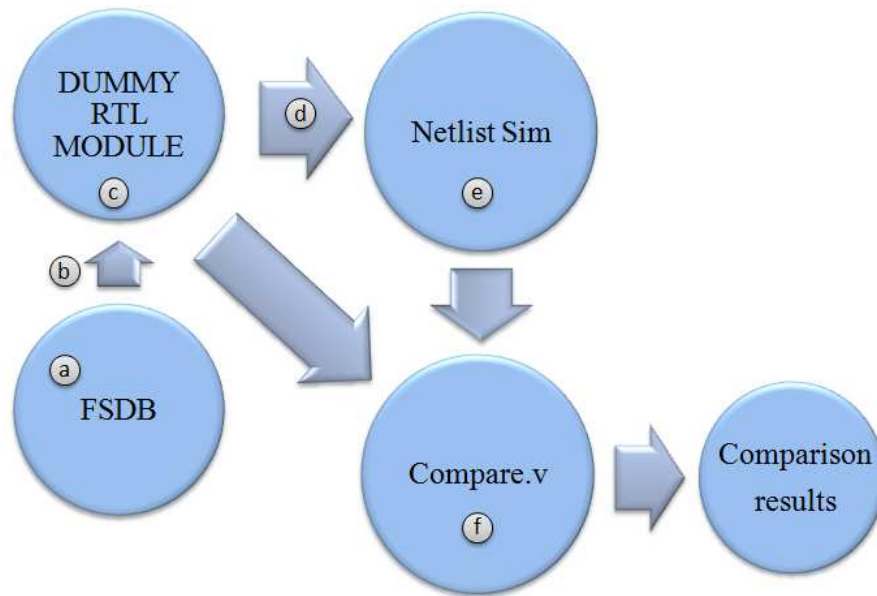 DUMMY
RTL
MODULE
c
d
Netlist Sim
e
b
a
FSDB
Compare.v
f
Comparison
results